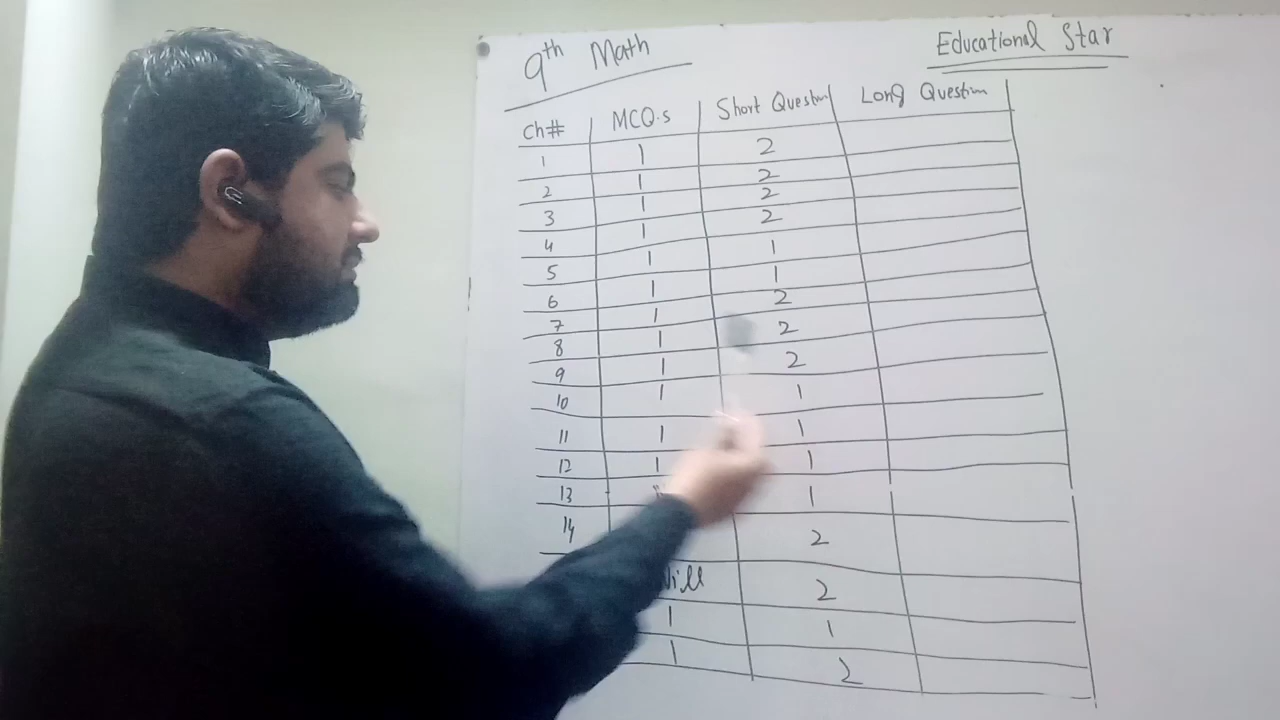 9th Math
Educational Star
Ch# MCQ.s Short Question Long Question
1 1 2
2 1 2
3 1 2
4 1 2
5 1 1
6 1 1
7 1 2
8 1 2
9 1 2
10 1 1
11 1 1
12 1 1
13 1
14 2
2
1 1
1 2